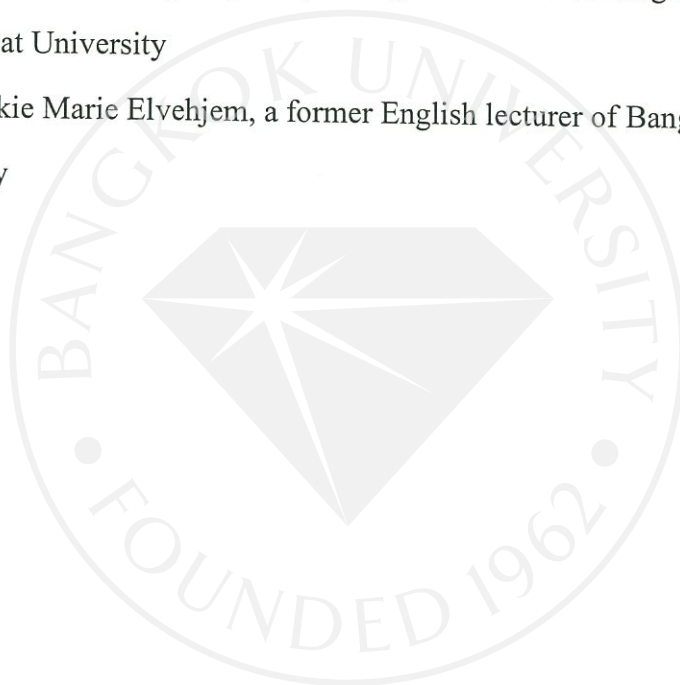 at University
kie Marie Elvehjem, a former English lecturer of Bang
y
BANGKOK UNIVERSITY
FOUNDED 1962